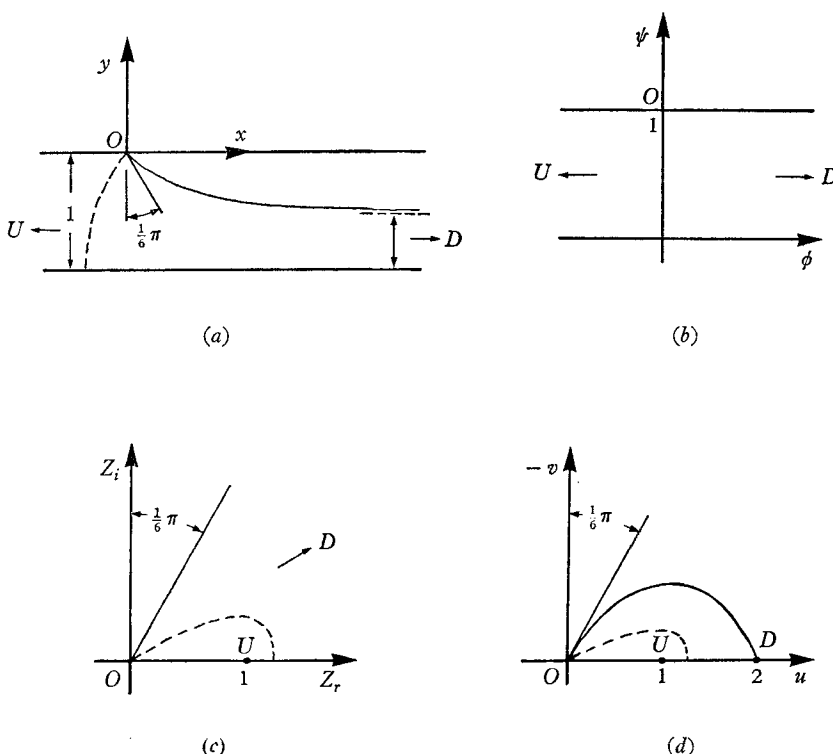 y
O
x
1
U
1/6 π
D
(a)
ψ
O
1
U
D
ϕ
(b)
Z_i
1/6 π
D
U
O
1
Z_r
(c)
− v
1/6 π
U
D
O
1
2
u
(d)